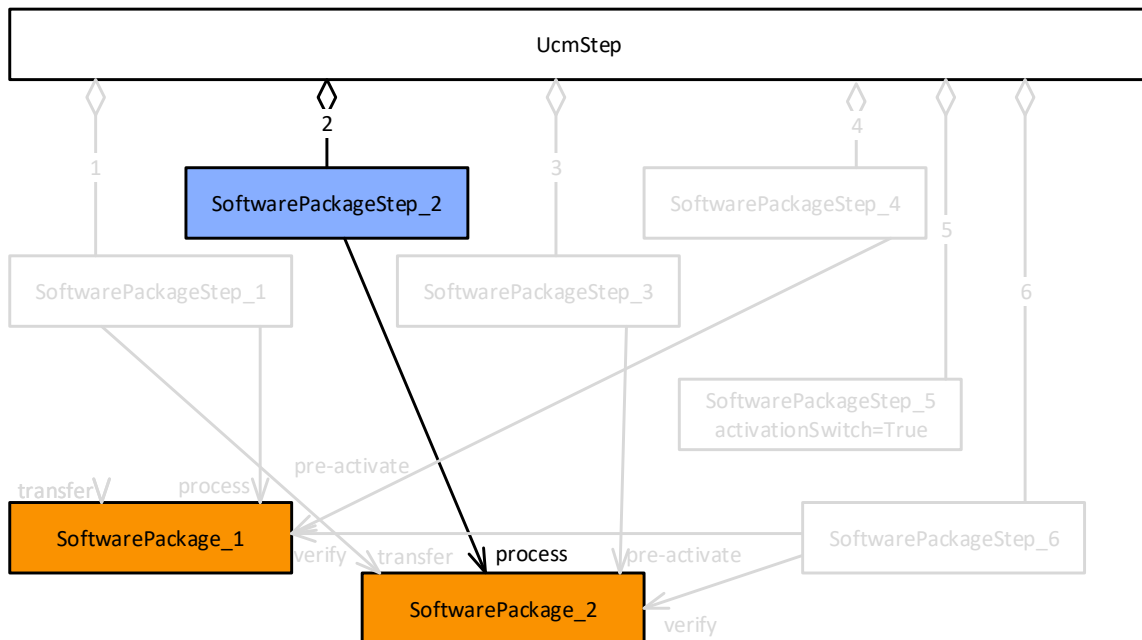 UcmStep
1
2
3
4
5
6
SoftwarePackageStep_2
SoftwarePackageStep_4
SoftwarePackageStep_1
SoftwarePackageStep_3
SoftwarePackageStep_5
activationSwitch=True
pre-activate
transfer
process
SoftwarePackage_1
SoftwarePackageStep_6
verify
transfer
process
pre-activate
SoftwarePackage_2
verify